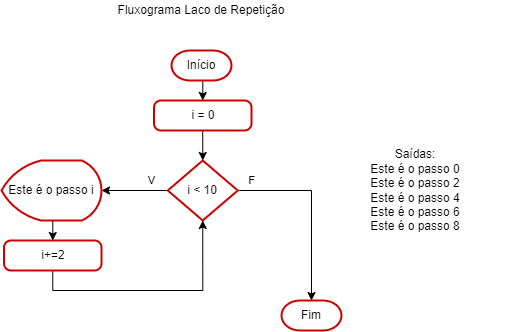 Fluxograma Laco de Repetição
Início
i = 0
i < 10
V
F
Este é o passo i
i+=2
Fim
Saídas:
Este é o passo 0
Este é o passo 2
Este é o passo 4
Este é o passo 6
Este é o passo 8